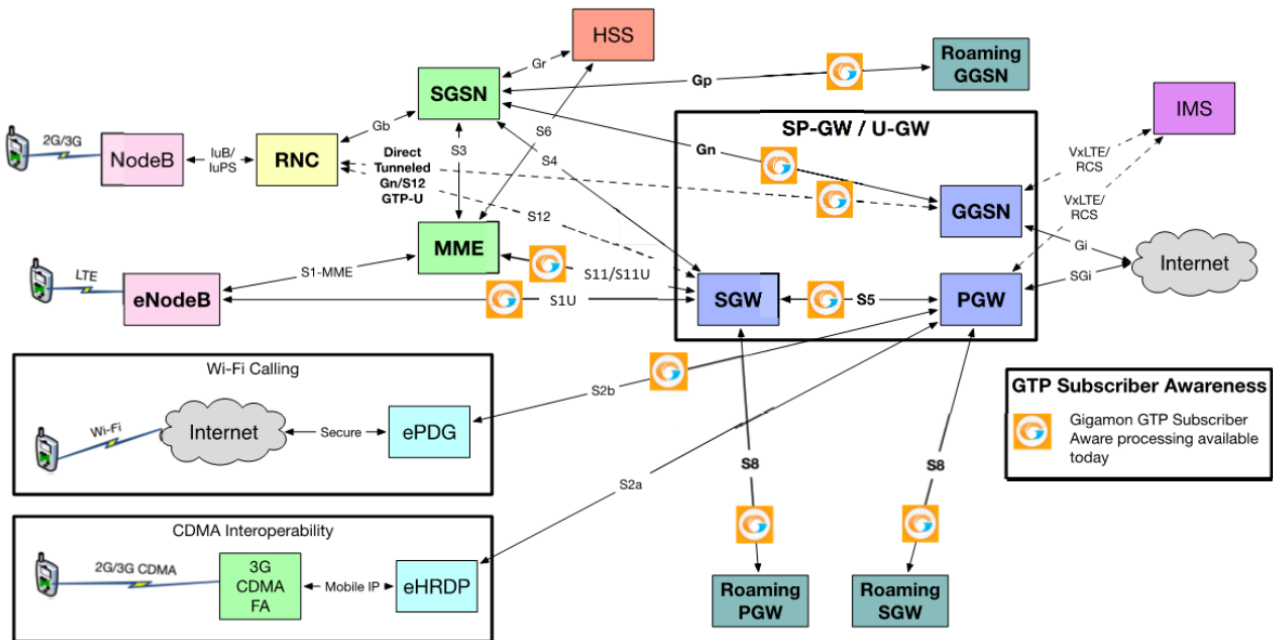 HSS
Roaming
GGSN
Gr
Gp
SGSN
IMS
SP-GW / U-GW
2G/3G
NodeB
IuB/
IuPS
RNC
Gb
Direct
Tunneled
Gn/S12
GTP-U
S3
S4
S6
Gn
VxLTE/
RCS
VxLTE/
RCS
GGSN
S12
MME
Gi
Internet
LTE
eNodeB
S1-MME
S11/S11U
S1U
SGW
S5
PGW
SGi
Wi-Fi Calling
Wi-Fi
Internet
Secure
ePDG
S2b
GTP Subscriber Awareness
Gigamon GTP Subscriber
Aware processing available
today
S8
S8
S2a
CDMA Interoperability
2G/3G CDMA
3G
CDMA
FA
Mobile IP
eHRDP
Roaming
PGW
Roaming
SGW